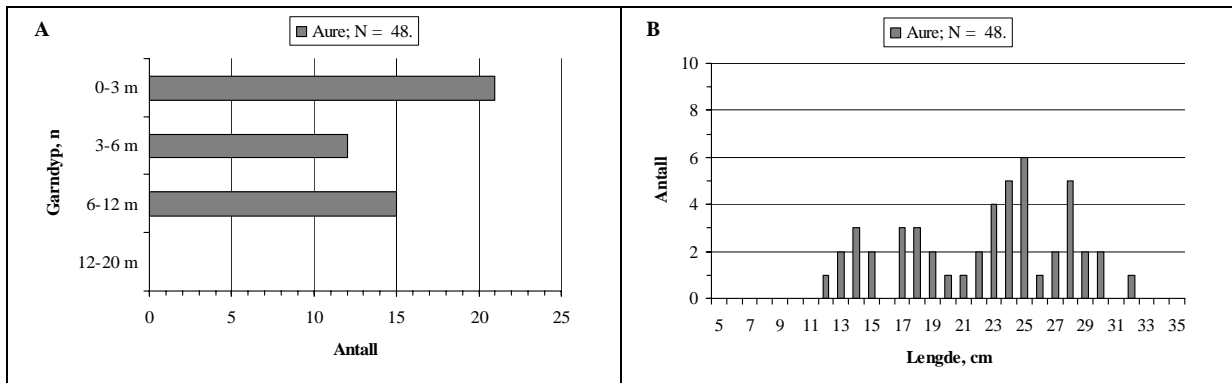 A
Aure; N = 48.
0-3 m
3-6 m
6-12 m
12-20 m
Garndyp, n
0 5 10 15 20 25
Antall
B
Aure; N = 48.
10
8
6
4
2
0
Antall
5 7 9 11 13 15 17 19 21 23 25 27 29 31 33 35
Lengde, cm